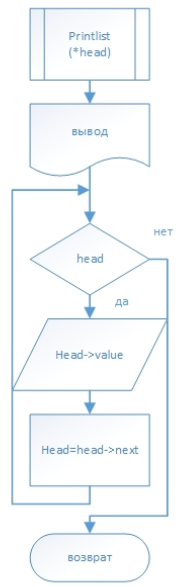 Printlist
(*head)
вывод
нет
head
да
Head->value
Head=head->next
возврат